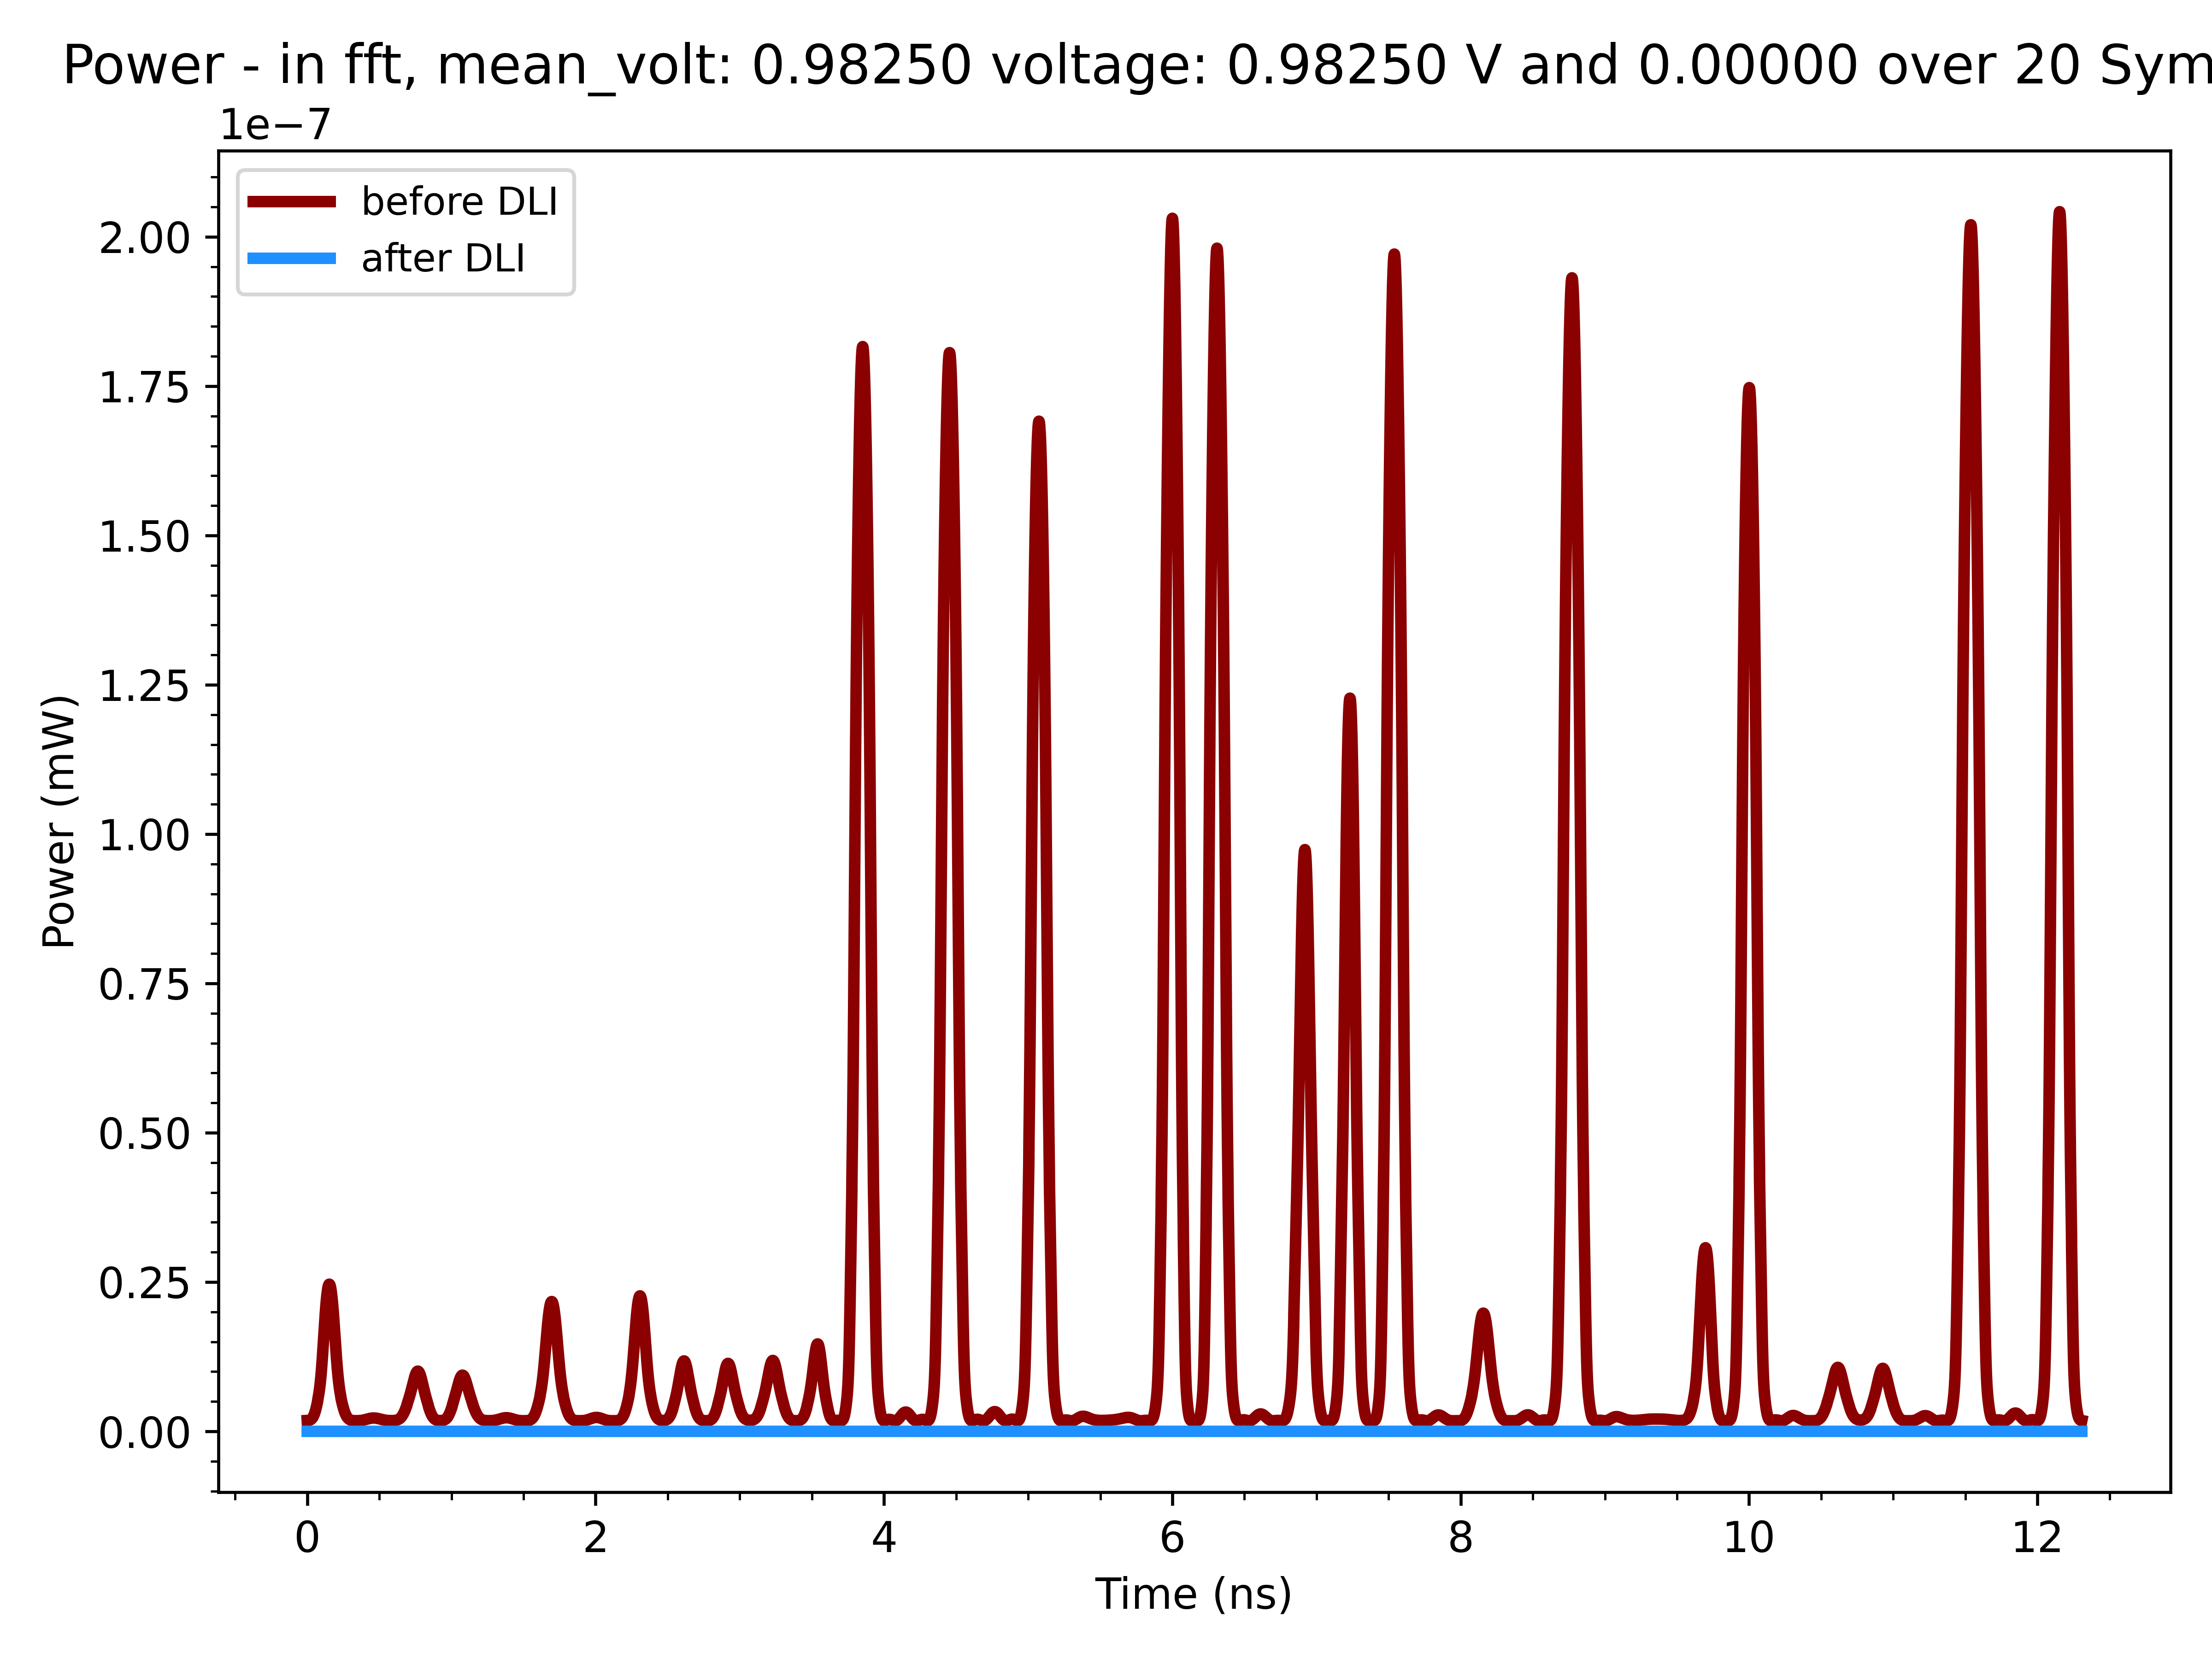 Power - in fft, mean_volt: 0.98250 voltage: 0.98250 V and 0.00000 over 20 Sym
1e−7
before DLI
after DLI
2.00
1.75
1.50
1.25
1.00
0.75
0.50
0.25
0.00
Power (mW)
0 2 4 6 8 10 12
Time (ns)